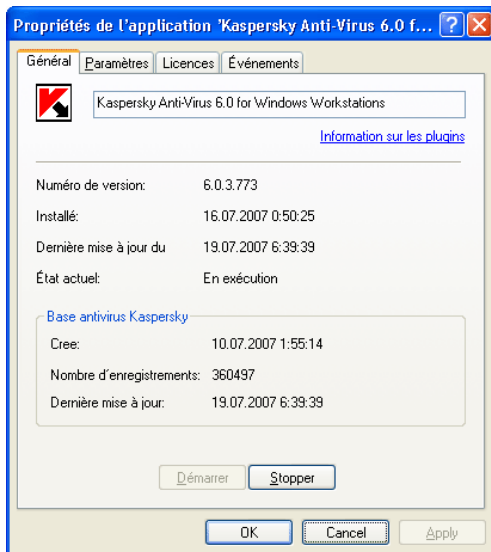 Propriétés de l'application 'Kaspersky Anti-Virus 6.0 f...
Général Paramètres Licences Événements
Kaspersky Anti-Virus 6.0 for Windows Workstations
Information sur les plugins
Numéro de version: 6.0.3.773
Installé: 16.07.2007 0:50:25
Dernière mise à jour du 19.07.2007 6:39:39
État actuel: En exécution
Base antivirus Kaspersky
Cree: 10.07.2007 1:55:14
Nombre d'enregistrements: 360497
Dernière mise à jour: 19.07.2007 6:39:39
Démarrer Stopper
OK Cancel Apply